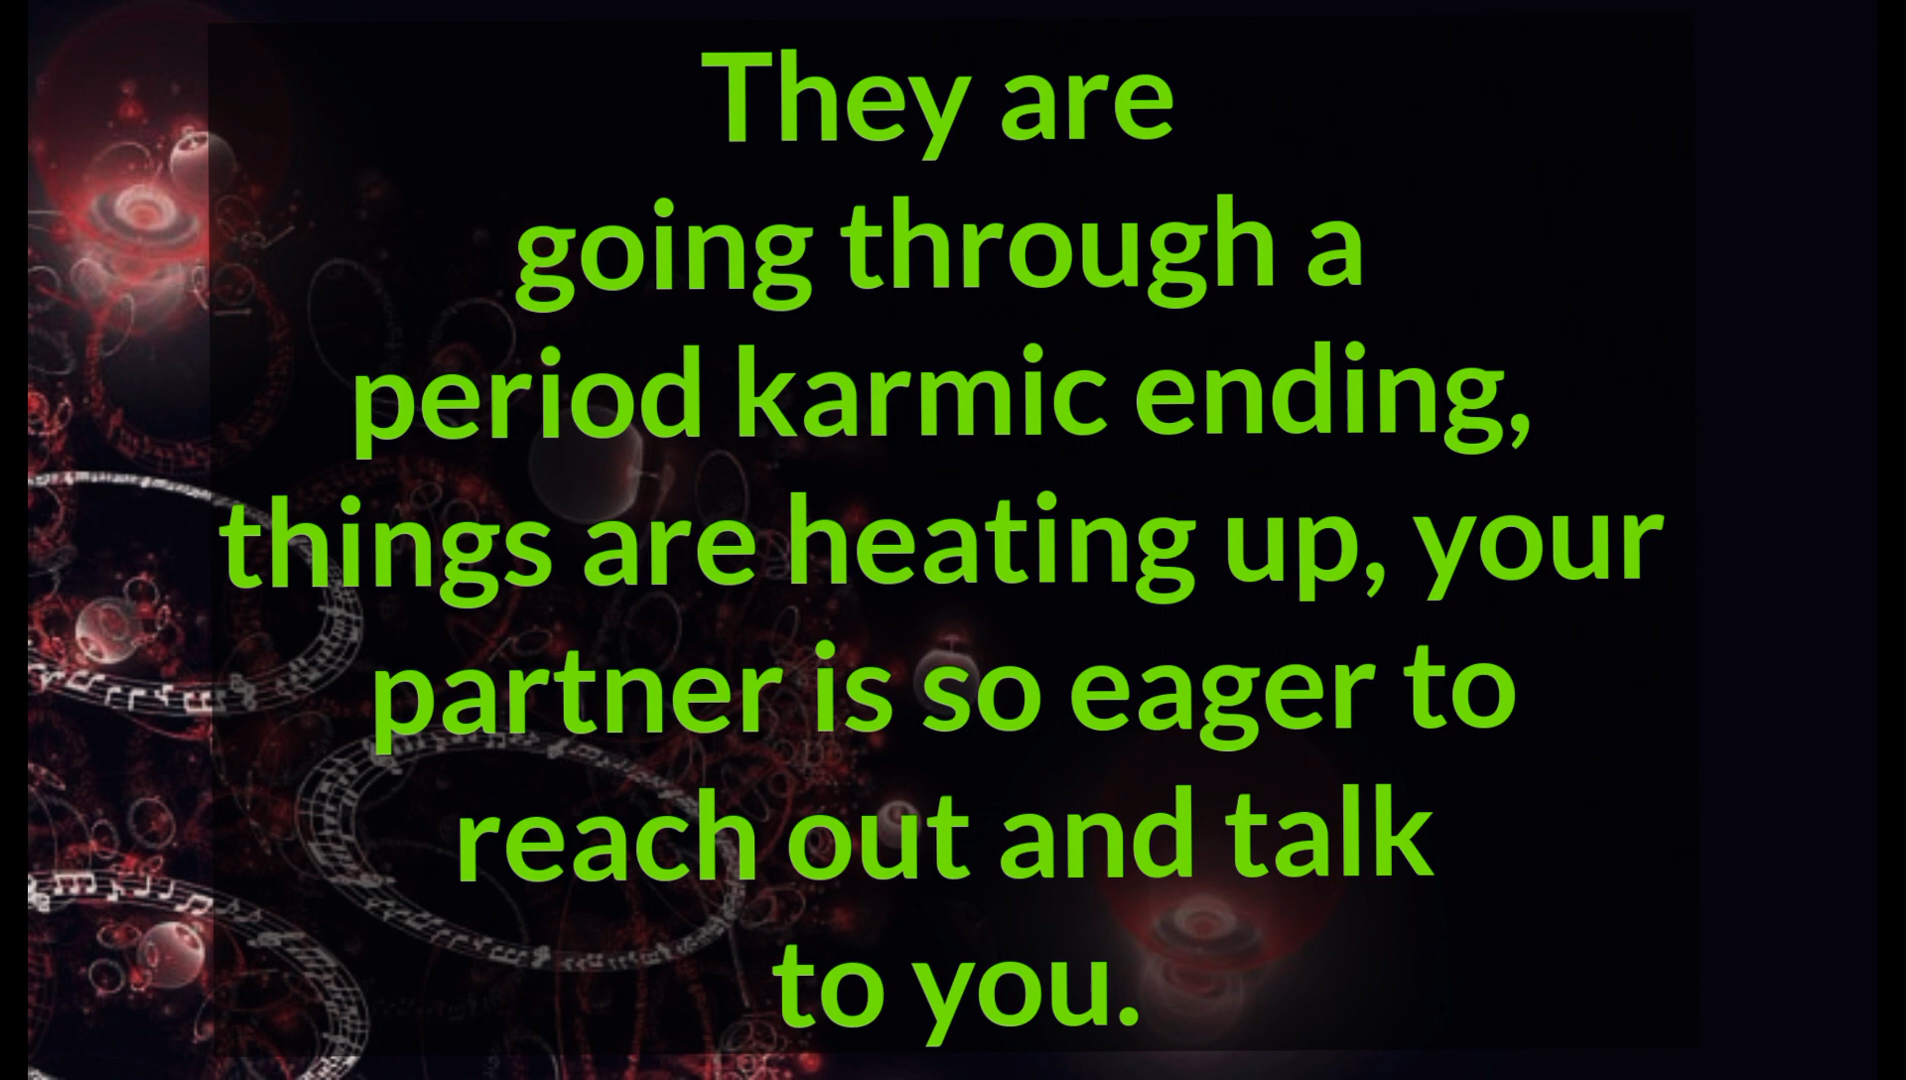 They are
going through a
period karmic ending,
things are heating up, your
partner is so eager to
reach out and talk
to you.